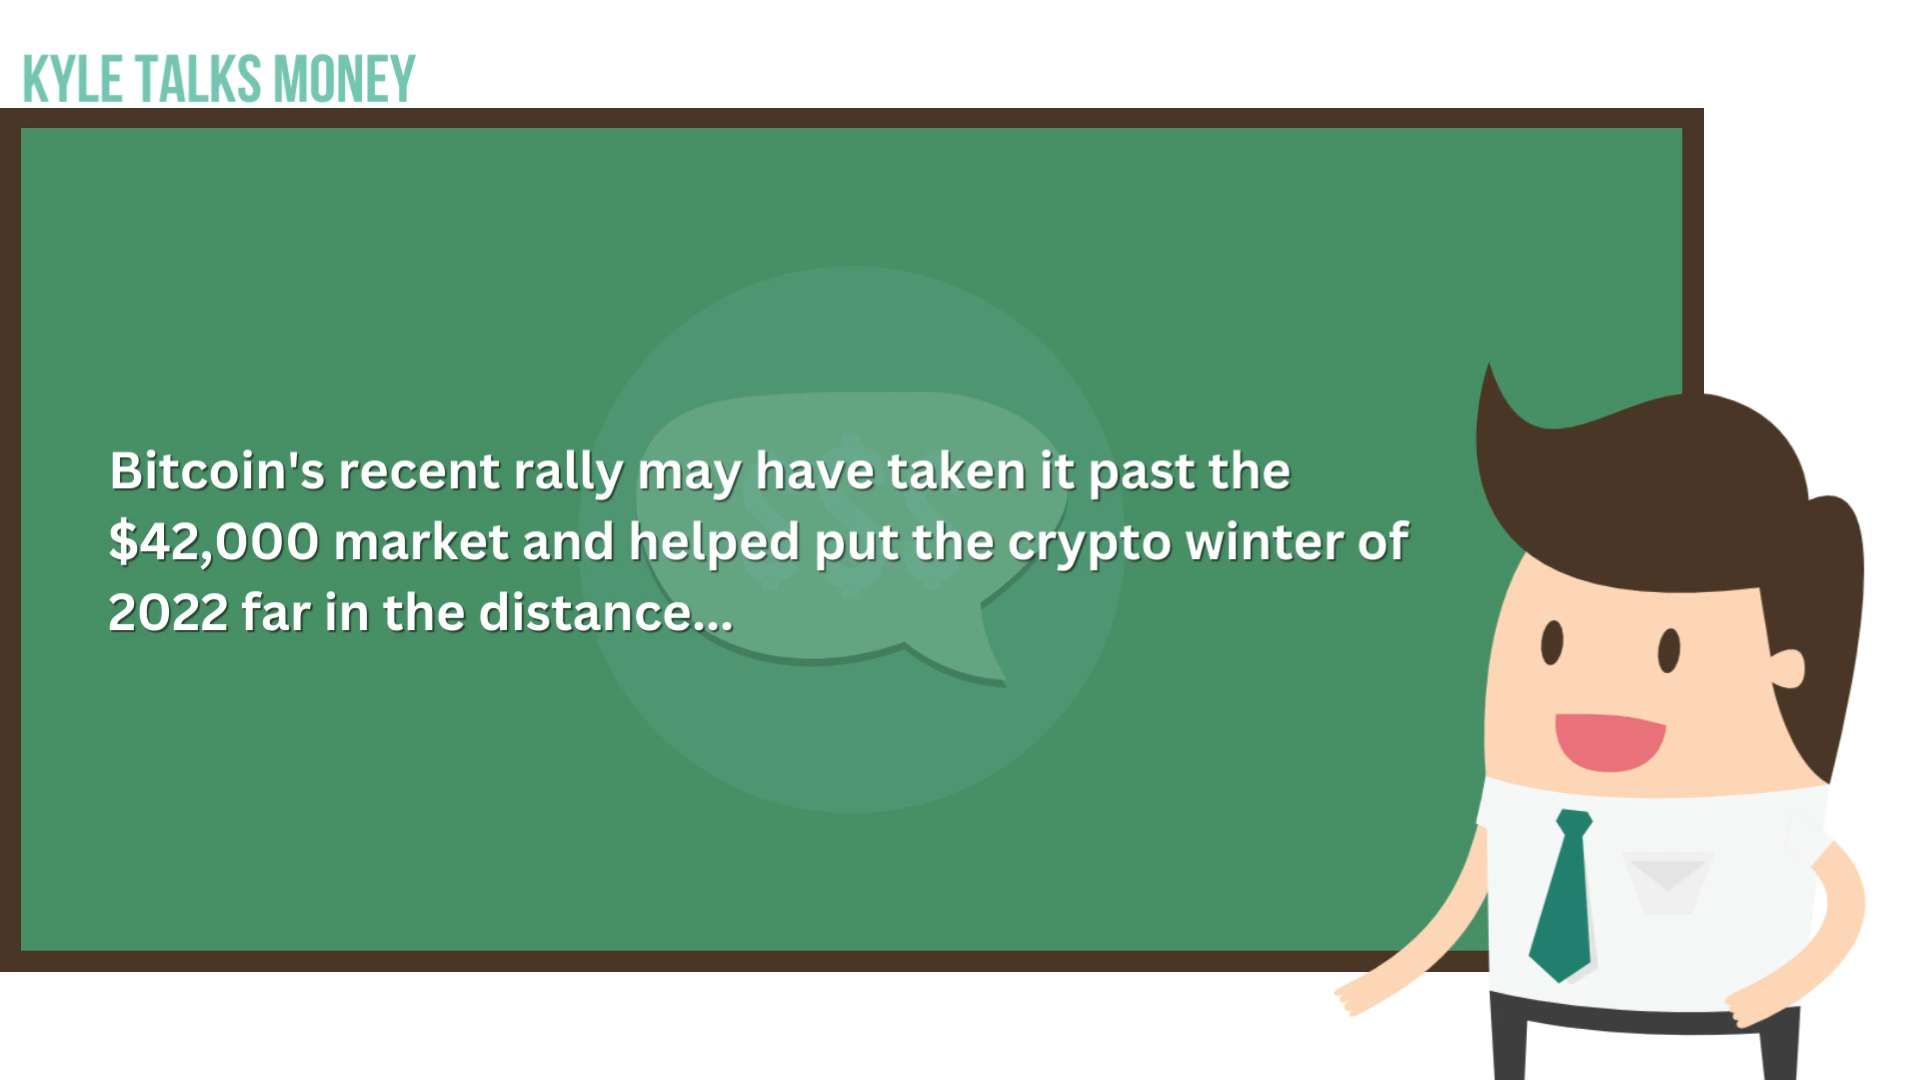 KYLE TALKS MONEY
Bitcoin's recent rally may have taken it past the
$42,000 market and helped put the crypto winter of
2022 far in the distance...
$$$